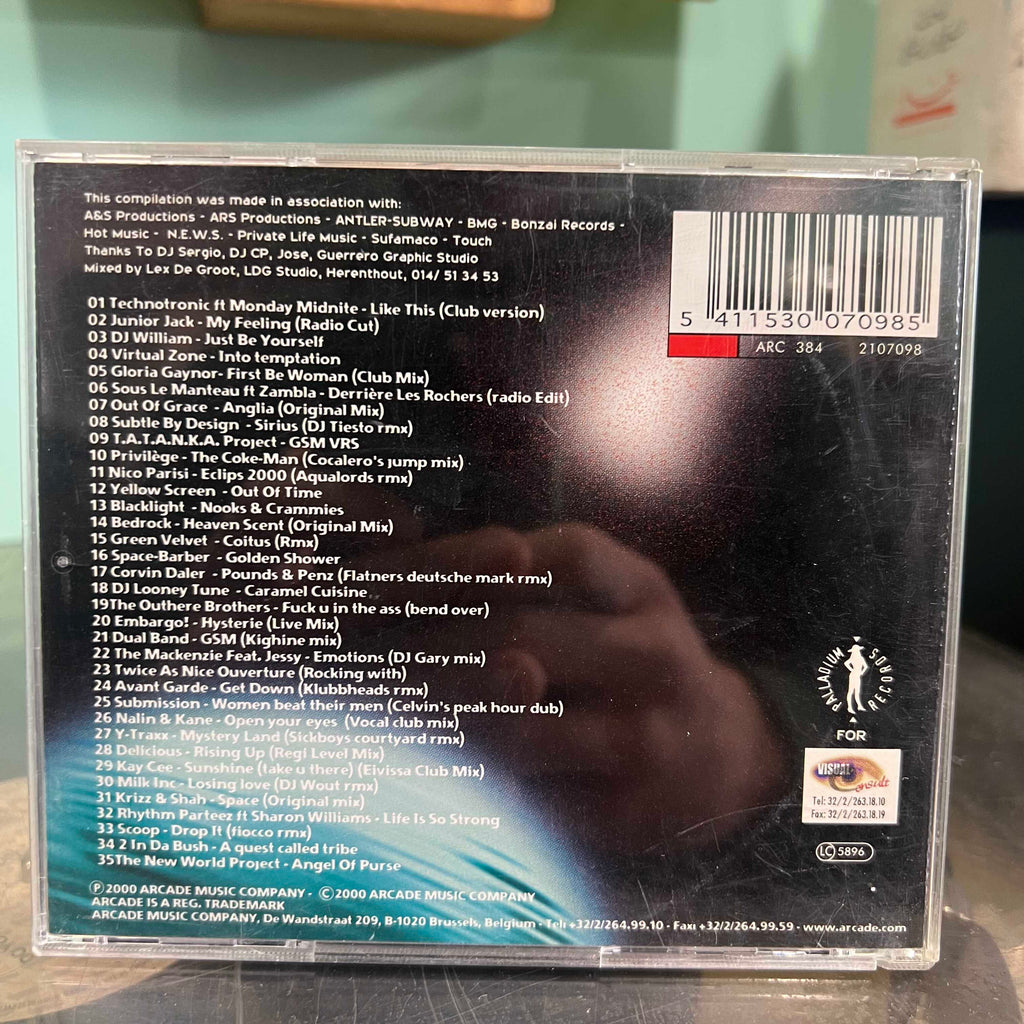 This compilation was made in association with:
A&S Productions - ARS Productions - ANTLER-SUBWAY - BMG - Bonzai Records -
Hot Music - N.E.W.S. - Private Life Music - Sufamaco - Touch
Thanks To DJ Sergio, DJ CP, Jose, Guerrero Graphic Studio
Mixed by Lex De Groot, LDG Studio, Herenthout, 014/ 51 34 53
5 411530 070985
ARC 384 2107098
01 Technotronic ft Monday Midnite - Like This (Club version)
02 Junior Jack - My Feeling (Radio Cut)
03 DJ William - Just Be Yourself
04 Virtual Zone - Into temptation
05 Gloria Gaynor- First Be Woman (Club Mix)
06 Sous Le Manteau ft Zambla - Derrière Les Rochers (radio Edit)
07 Out Of Grace - Anglia (Original Mix)
08 Subtle By Design - Sirius (DJ Tiesto rmx)
09 T.A.T.A.N.K.A. Project - GSM VRS
10 Privilège - The Coke-Man (Cocalero's jump mix)
11 Nico Parisi - Eclips 2000 (Aqualords rmx)
12 Yellow Screen - Out Of Time
13 Blacklight - Nooks & Crammies
14 Bedrock - Heaven Scent (Original Mix)
15 Green Velvet - Coitus (Rmx)
16 Space-Barber - Golden Shower
17 Corvin Daler - Pounds & Penz (Flatners deutsche mark rmx)
18 DJ Looney Tune - Caramel Cuisine
19The Outhere Brothers - Fuck u in the ass (bend over)
20 Embargo! - Hysterie (Live Mix)
21 Dual Band - GSM (Kighine mix)
22 The Mackenzie Feat. Jessy - Emotions (DJ Gary mix)
23 Twice As Nice Ouverture (Rocking with)
24 Avant Garde - Get Down (Klubbheads rmx)
25 Submission - Women beat their men (Celvin's peak hour dub)
26 Nalin & Kane - Open your eyes (Vocal club mix)
27 Y-Traxx - Mystery Land (Sickboys courtyard rmx)
28 Delicious - Rising Up (Regi Level Mix)
29 Kay Cee - Sunshine (take u there) (Eivissa Club Mix)
30 Milk Inc - Losing love (DJ Wout rmx)
31 Krizz & Shah - Space (Original mix)
32 Rhythm Parteez ft Sharon Williams - Life Is So Strong
33 Scoop - Drop It (fiocco rmx)
34 2 In Da Bush - A quest called tribe
35The New World Project - Angel Of Purse
PALLADIUM RECORDS
FOR
VISUAL
onsult
Tel: 32/2/263.18.10
Fax: 32/2/263.18.19
LC 5896
Ⓟ 2000 ARCADE MUSIC COMPANY - © 2000 ARCADE MUSIC COMPANY
ARCADE IS A REG. TRADEMARK
ARCADE MUSIC COMPANY, De Wandstraat 209, B-1020 Brussels, Belgium - Tel: +32/2/264.99.10 - Fax: +32/2/264.99.59 - www.arcade.com